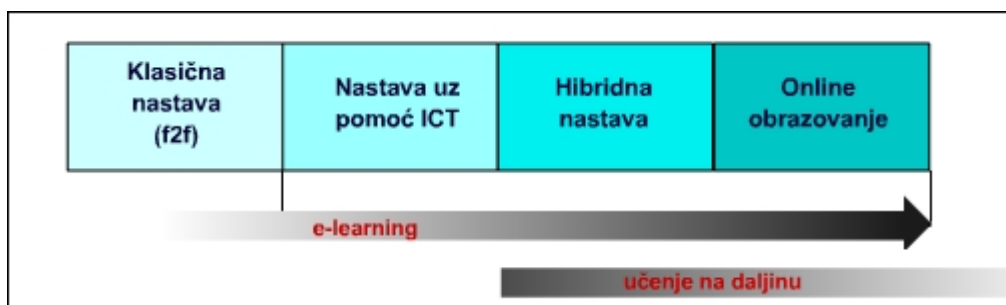 Klasična
nastava
(f2f)
Nastava uz
pomoć ICT
Hibridna
nastava
Online
obrazovanje
e-learning
učenje na daljinu